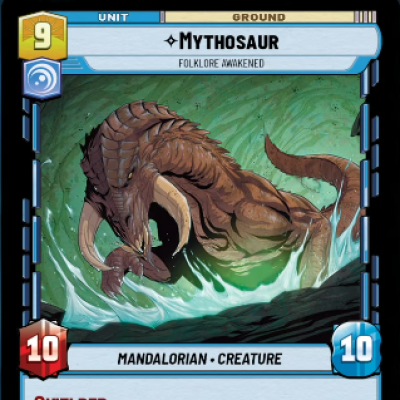 UNIT GROUND
9
✧MYTHOSAUR
FOLKLORE AWAKENED
10
MANDALORIAN • CREATURE
10